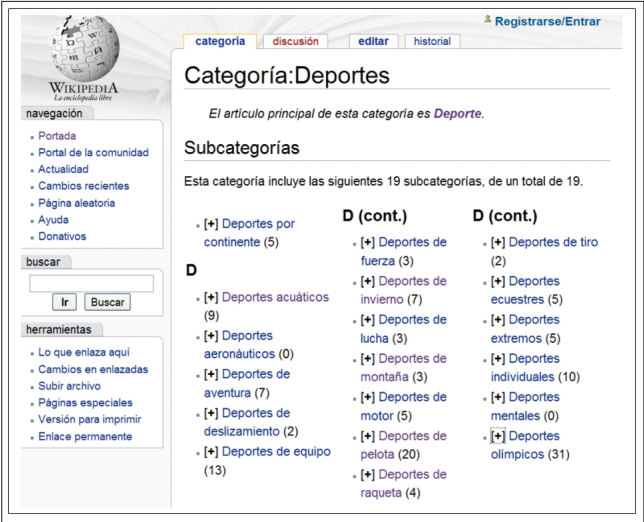 Registrarse/Entrar
categoría
discusión
editar
historial
WIKIPEDIA
La enciclopedia libre
Categoría:Deportes
El artículo principal de esta categoría es Deporte.
navegación
Portada
Portal de la comunidad
Actualidad
Cambios recientes
Página aleatoria
Ayuda
Donativos
buscar
Ir
Buscar
herramientas
Lo que enlaza aquí
Cambios en enlazadas
Subir archivo
Páginas especiales
Versión para imprimir
Enlace permanente
Subcategorías
Esta categoría incluye las siguientes 19 subcategorías, de un total de 19.
[+] Deportes por
continente (5)
D
[+] Deportes acuáticos
(9)
[+] Deportes
aeronáuticos (0)
[+] Deportes de
aventura (7)
[+] Deportes de
deslizamiento (2)
[+] Deportes de equipo
(13)
D (cont.)
[+] Deportes de
fuerza (3)
[+] Deportes de
invierno (7)
[+] Deportes de
lucha (3)
[+] Deportes de
montaña (3)
[+] Deportes de
motor (5)
[+] Deportes de
pelota (20)
[+] Deportes de
raqueta (4)
D (cont.)
[+] Deportes de tiro
(2)
[+] Deportes
ecuestres (5)
[+] Deportes
extremos (5)
[+] Deportes
individuales (10)
[+] Deportes
mentales (0)
[+] Deportes
olímpicos (31)